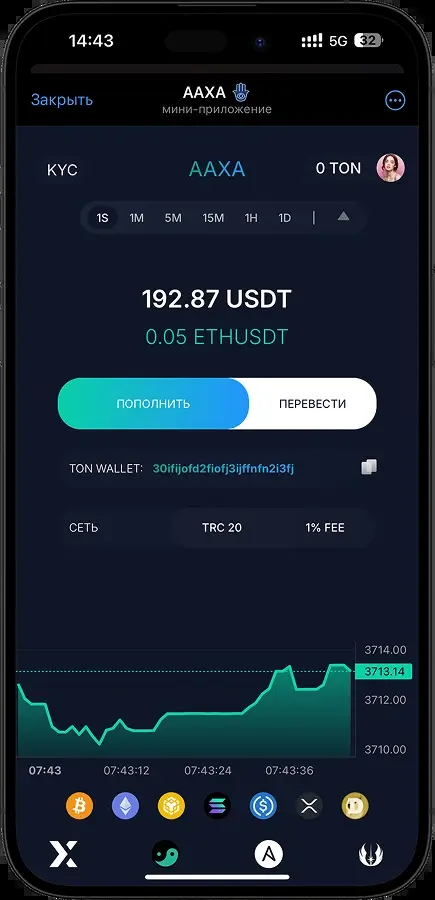 14:43
5G 32
Закрыть
AAXA
мини-приложение
KYC
AAXA
0 TON
1S 1M 5M 15M 1H 1D |
192.87 USDT
0.05 ETHUSDT
ПОПОЛНИТЬ
ПЕРЕВЕСТИ
TON WALLET: 30ifijofd2fiofj3ijffnfn2i3fj
СЕТЬ
TRC 20
1% FEE
3714.00
3713.14
3712.00
3710.00
07:43 07:43:12 07:43:24 07:43:36